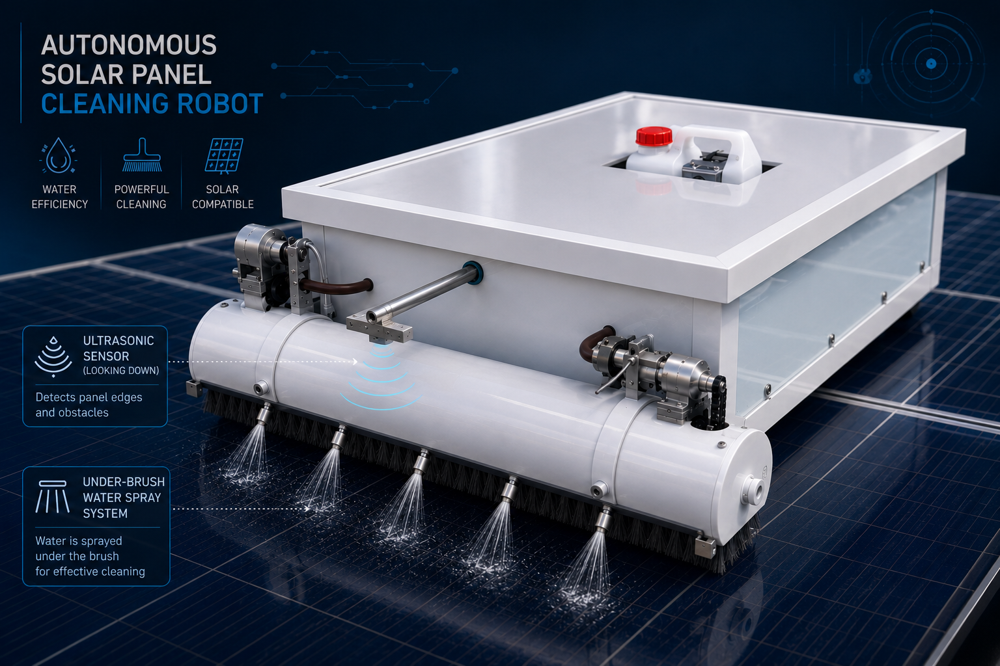 AUTONOMOUS
SOLAR PANEL
CLEANING ROBOT
WATER
EFFICIENCY
POWERFUL
CLEANING
SOLAR
COMPATIBLE
ULTRASONIC
SENSOR
(LOOKING DOWN)
Detects panel edges
and obstacles
UNDER-BRUSH
WATER SPRAY
SYSTEM
Water is sprayed
under the brush
for effective cleaning